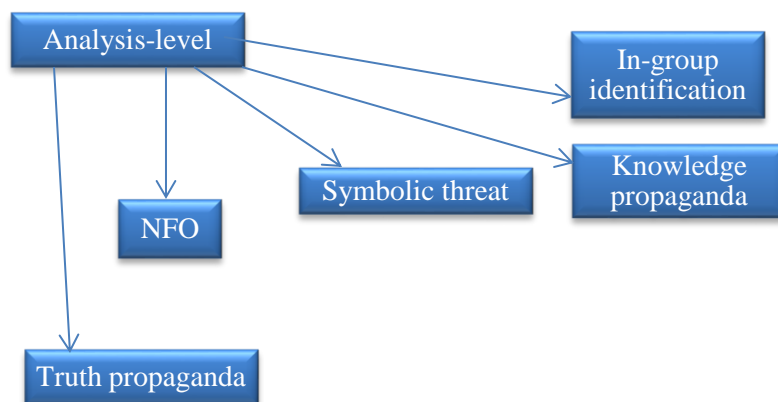 Analysis-level
In-group
identification
Knowledge
propaganda
Symbolic threat
NFO
Truth propaganda